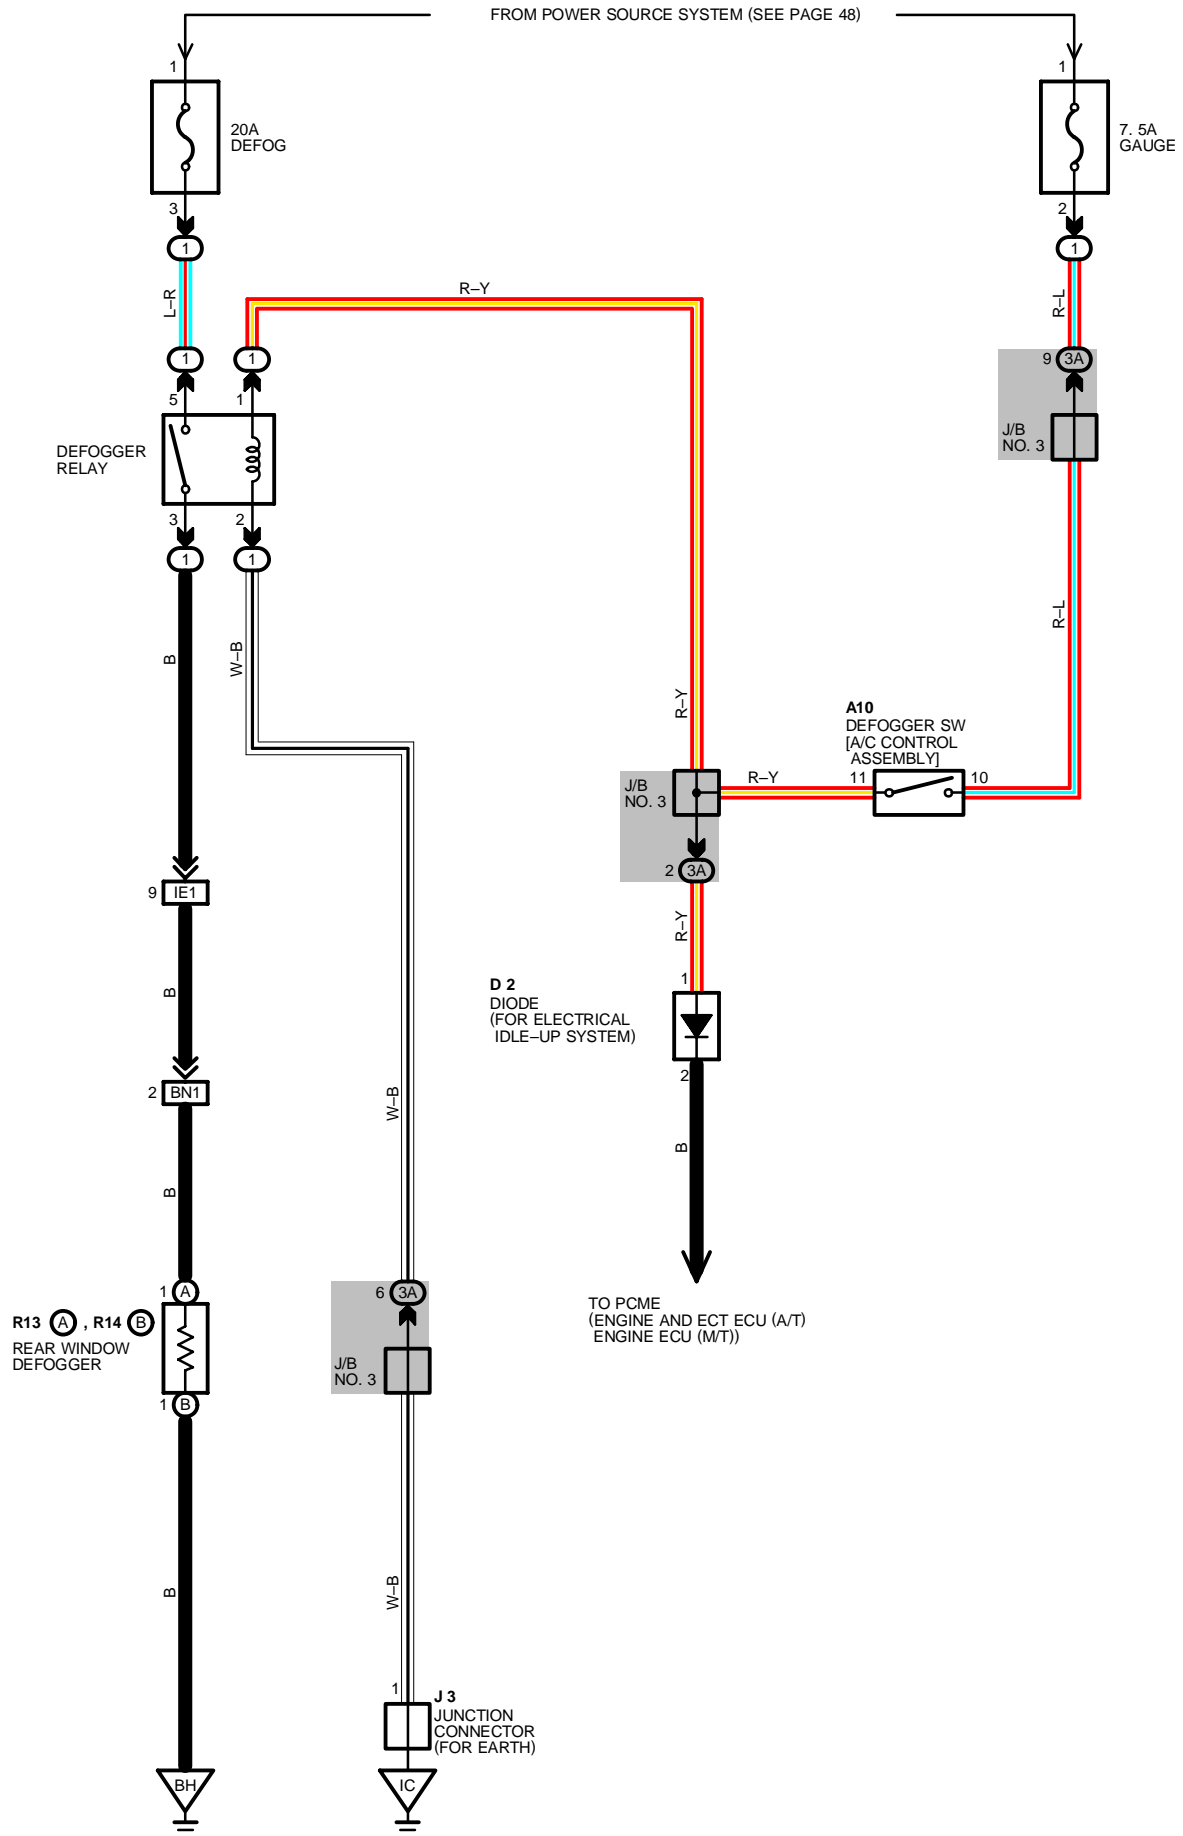 FROM POWER SOURCE SYSTEM (SEE PAGE 48)
1
1
20A
DEFOG
7. 5A
GAUGE
3
2
1
1
L–R
R–Y
R–L
1
1
9 3A
5
1
J/B
NO. 3
DEFOGGER
RELAY
3
2
1
1
R–L
B
W–B
R–Y
A10
DEFOGGER SW
[A/C CONTROL
ASSEMBLY]
J/B
NO. 3
R–Y
11
10
2 3A
9 IE1
R–Y
B
D 2
DIODE
(FOR ELECTRICAL
IDLE–UP SYSTEM)
1
2
2 BN1
W–B
B
B
1 A
6 3A
TO PCME
(ENGINE AND ECT ECU (A/T)
ENGINE ECU (M/T))
R13 A , R14 B
REAR WINDOW
DEFOGGER
J/B
NO. 3
1 B
B
W–B
1
J 3
JUNCTION
CONNECTOR
(FOR EARTH)
BH
IC